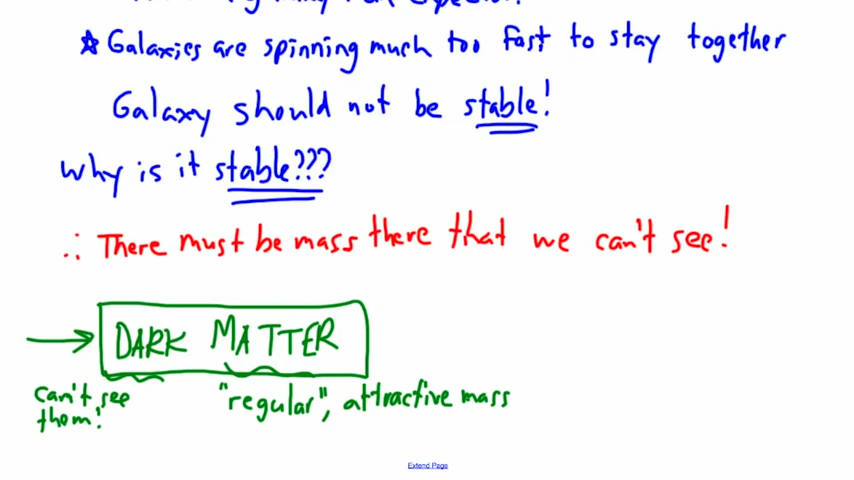 ☆ Galaxies are spinning much too fast to stay together
Galaxy should not be stable!
Why is it stable???
∴ There must be mass there that we can't see!
→ DARK MATTER
can't see
them!
"regular", attractive mass
Extend Page